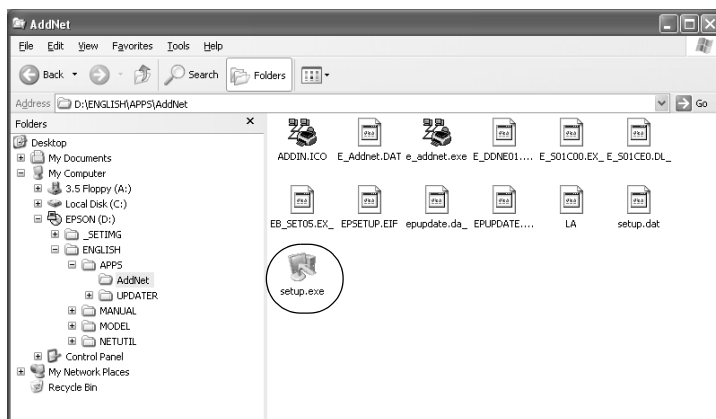 AddNet
File Edit View Favorites Tools Help
Back Search Folders
Address D:\ENGLISH\APPS\AddNet Go
Folders x
Desktop
My Documents
My Computer
3.5 Floppy (A:)
Local Disk (C:)
EPSON (D:)
_SETIMG
ENGLISH
APPS
AddNet
UPDATER
MANUAL
MODEL
NETUTIL
Control Panel
My Network Places
Recycle Bin
ADDIN.ICO E_Addnet.DAT e_addnet.exe E_DDNE01.... E_S01C00.EX_ E_S01CE0.DL_
EB_SET05.EX_ EPSETUP.EIF epupdate.da_ EPUPDATE.... LA setup.dat
setup.exe